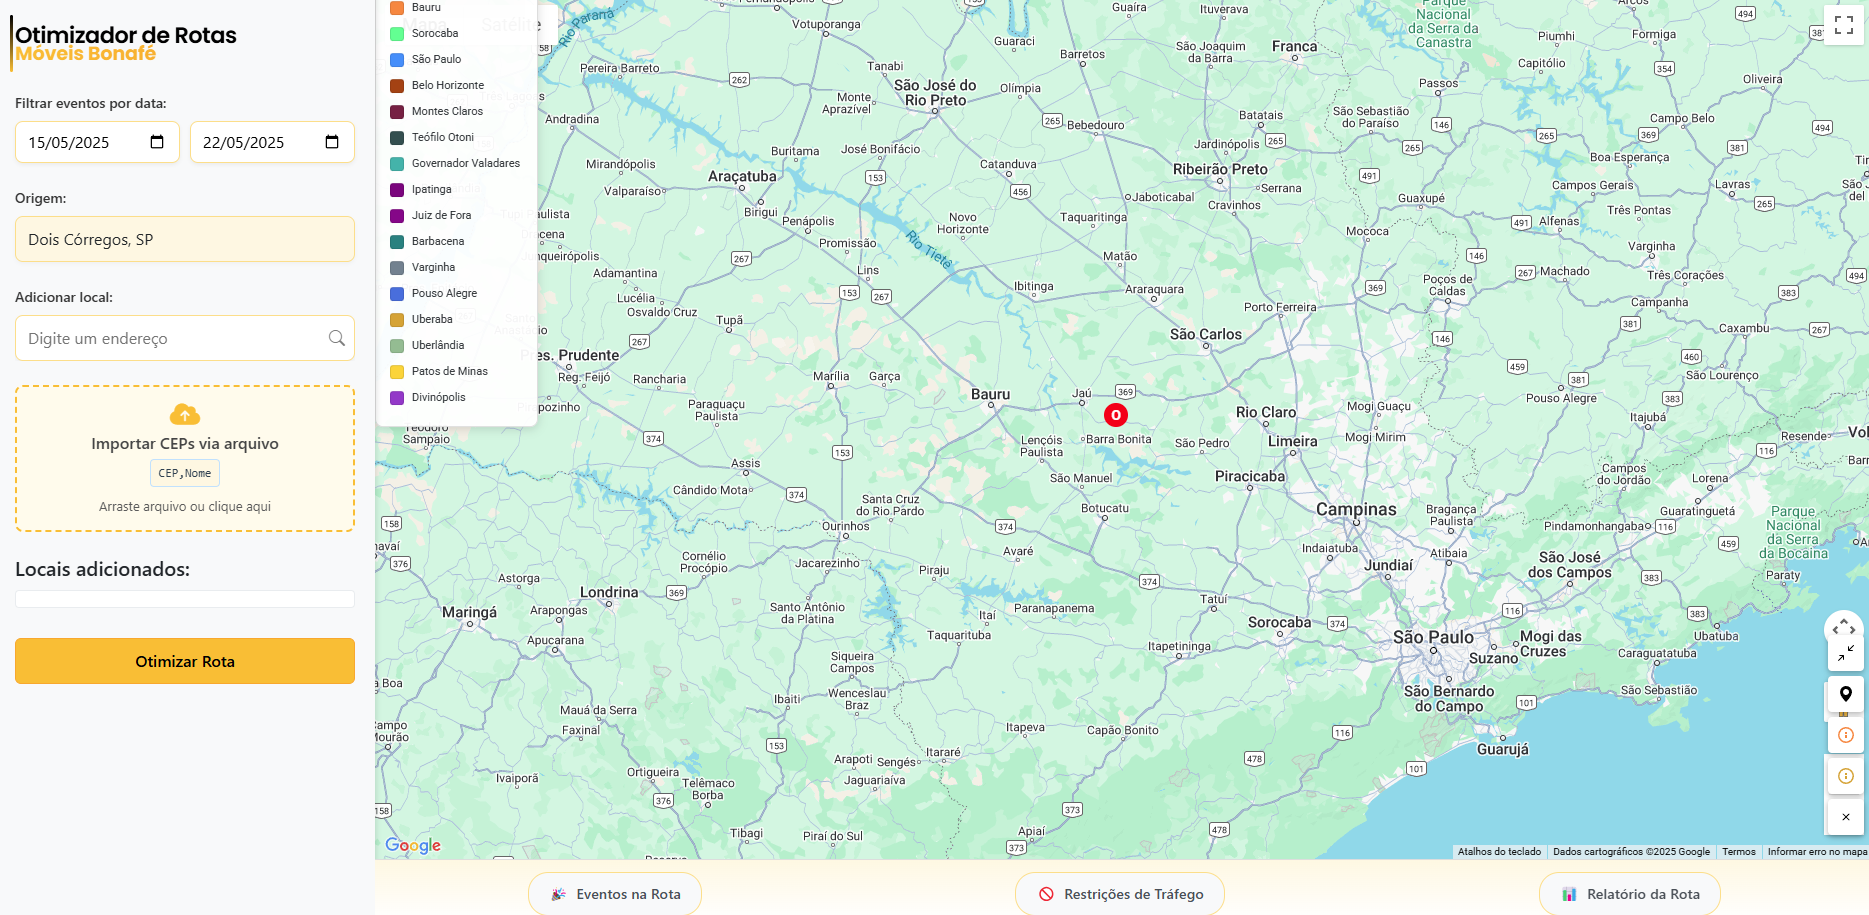 Otimizador de Rotas
Móveis Bonafé
Filtrar eventos por data:
15/05/2025
22/05/2025
Origem:
Dois Córregos, SP
Adicionar local:
Digite um endereço
Importar CEPs via arquivo
CEP,Nome
Arraste arquivo ou clique aqui
Locais adicionados:
Otimizar Rota
Bauru
Sorocaba
São Paulo
Belo Horizonte
Montes Claros
Teófilo Otoni
Governador Valadares
Ipatinga
Juiz de Fora
Barbacena
Varginha
Pouso Alegre
Uberaba
Uberlândia
Patos de Minas
Divinópolis
Rio Paraná
Votuporanga
Guaraci
Guaíra
Ituverava
Parque
Nacional
da Serra da
Canastra
Piumhi
Arcos
Formiga
Pereira Barreto
Tanabi
São José do
Rio Preto
Olímpia
Barretos
São Joaquim
da Barra
Franca
Capitólio
Passos
Oliveira
Andradina
Monte
Aprazível
Bebedouro
Batatais
São Sebastião
do Paraíso
Campo Belo
Mirandópolis
Buritama
José Bonifácio
Catanduva
Jardinópolis
Ribeirão Preto
Boa Esperança
Valparaíso
Araçatuba
Birigui
Penápolis
Novo
Horizonte
Taquaritinga
Jaboticabal
Cravinhos
Serrana
Guaxupé
Campos Gerais
Lavras
Três Pontas
Alfenas
Promissão
Rio Tietê
Matão
Mococa
Varginha
Adamantina
Lins
Ibitinga
Araraquara
Porto Ferreira
Poços de
Caldas
Machado
Três Corações
Lucélia
Osvaldo Cruz
Tupã
São Carlos
Campanha
Caxambu
Pres. Prudente
Reg. Feijó
Rancharia
Marília
Garça
Bauru
Jaú
O
Barra Bonita
Rio Claro
Mogi Guaçu
Pouso Alegre
São Lourenço
Itajubá
Paraguaçu
Paulista
Lençóis
Paulista
São Pedro
Limeira
Mogi Mirim
Resende
Teodoro
Sampaio
Assis
Cândido Mota
São Manuel
Piracicaba
Campos
do Jordão
Lorena
Santa Cruz
do Rio Pardo
Botucatu
Campinas
Bragança
Paulista
Pindamonhangaba
Guaratinguetá
Parque
Nacional
da Serra
da Bocaina
Ourinhos
Cornélio
Procópio
Jacarezinho
Avaré
Piraju
Indaiatuba
Jundiaí
Atibaia
São José
dos Campos
Paraty
Astorga
Londrina
Maringá
Arapongas
Apucarana
Santo Antônio
da Platina
Itaí
Paranapanema
Taquarituba
Tatuí
Sorocaba
Itapetininga
São Paulo
Mogi das
Cruzes
Suzano
Ubatuba
Caraguatatuba
São Sebastião
Siqueira
Campos
Wenceslau
Braz
Ibaiti
São Bernardo
do Campo
Guarujá
Mauá da Serra
Faxinal
Itapeva
Capão Bonito
Itararé
Arapoti
Sengés
Jaguariaíva
Ivaiporã
Ortigueira
Telêmaco
Borba
Tibagi
Piraí do Sul
Apiaí
Google
Atalhos do teclado
Dados cartográficos ©2025 Google
Termos
Informar erro no mapa
Eventos na Rota
Restrições de Tráfego
Relatório da Rota